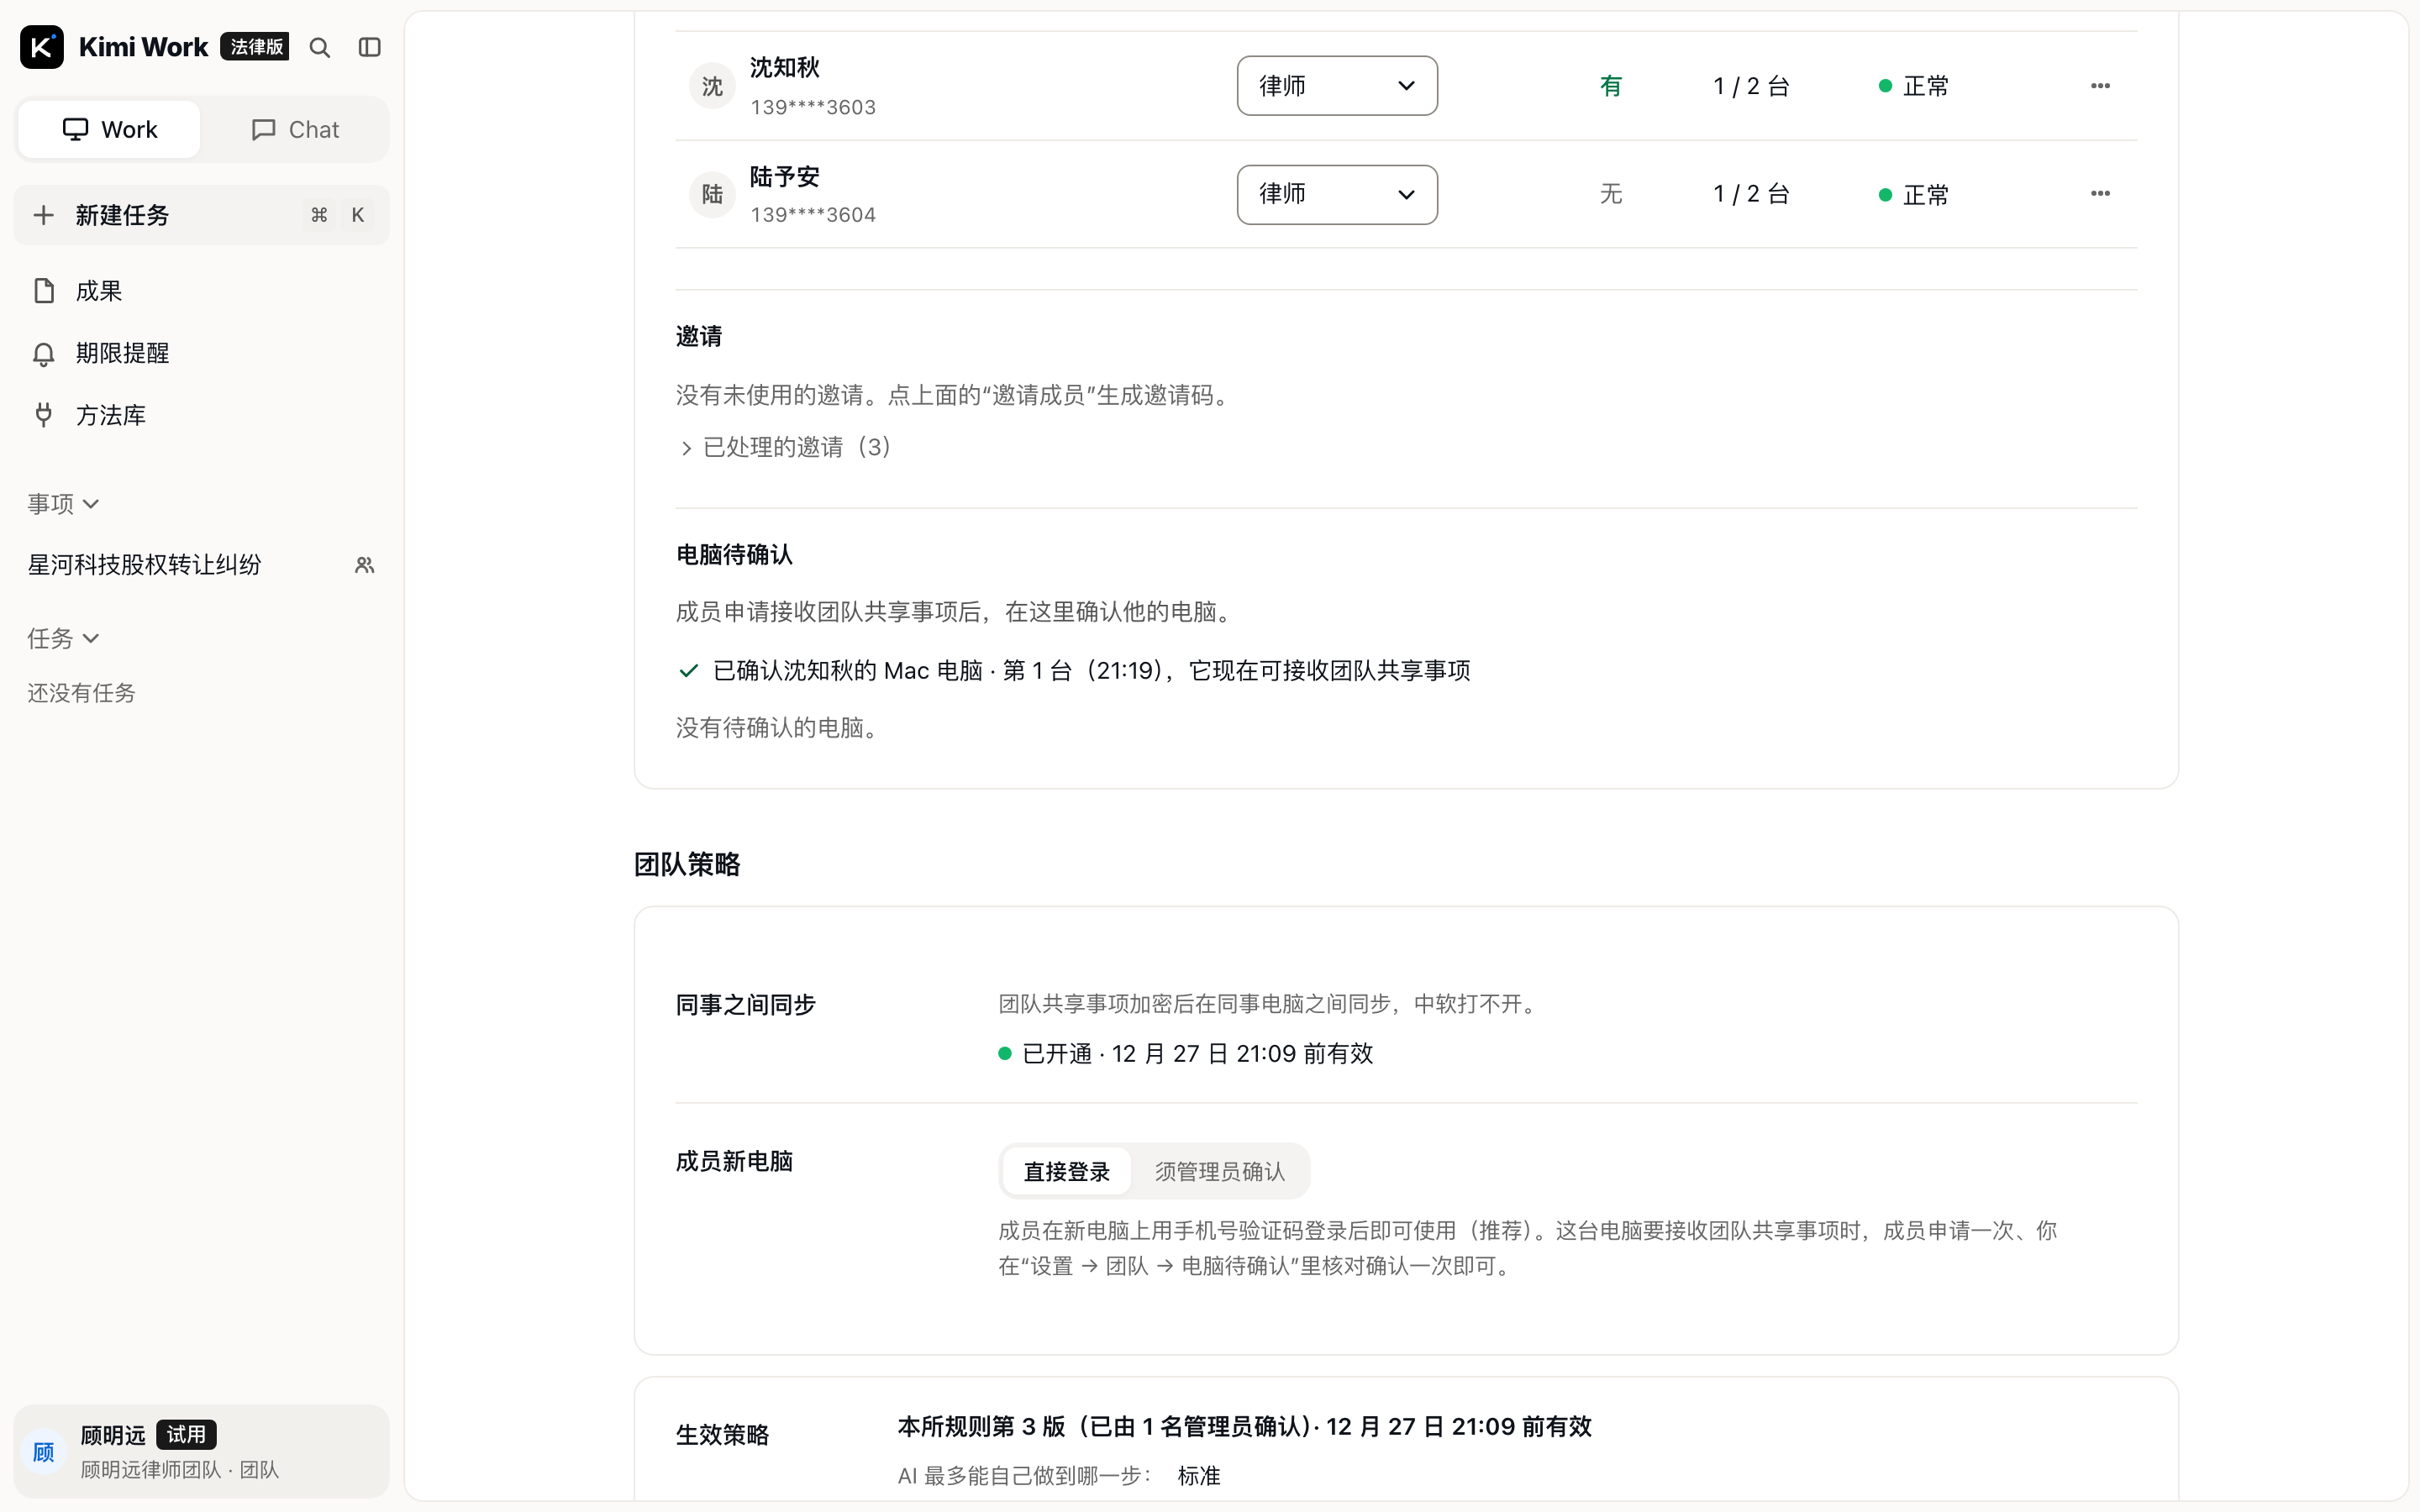 Kimi Work 法律版
Work
Chat
新建任务 ⌘ K
成果
期限提醒
方法库
事项
星河科技股权转让纠纷
任务
还没有任务
顾 顾明远 试用
顾明远律师团队 · 团队
沈 沈知秋
139****3603
律师 有 1 / 2 台 正常
陆 陆予安
139****3604
律师 无 1 / 2 台 正常
邀请
没有未使用的邀请。点上面的“邀请成员”生成邀请码。
已处理的邀请（3）
电脑待确认
成员申请接收团队共享事项后，在这里确认他的电脑。
已确认沈知秋的 Mac 电脑 · 第 1 台（21:19），它现在可接收团队共享事项
没有待确认的电脑。
团队策略
同事之间同步
团队共享事项加密后在同事电脑之间同步，中软打不开。
已开通 · 12 月 27 日 21:09 前有效
成员新电脑
直接登录 须管理员确认
成员在新电脑上用手机号验证码登录后即可使用（推荐）。这台电脑要接收团队共享事项时，成员申请一次、你
在“设置 → 团队 → 电脑待确认”里核对确认一次即可。
生效策略
本所规则第 3 版（已由 1 名管理员确认）· 12 月 27 日 21:09 前有效
AI 最多能自己做到哪一步： 标准